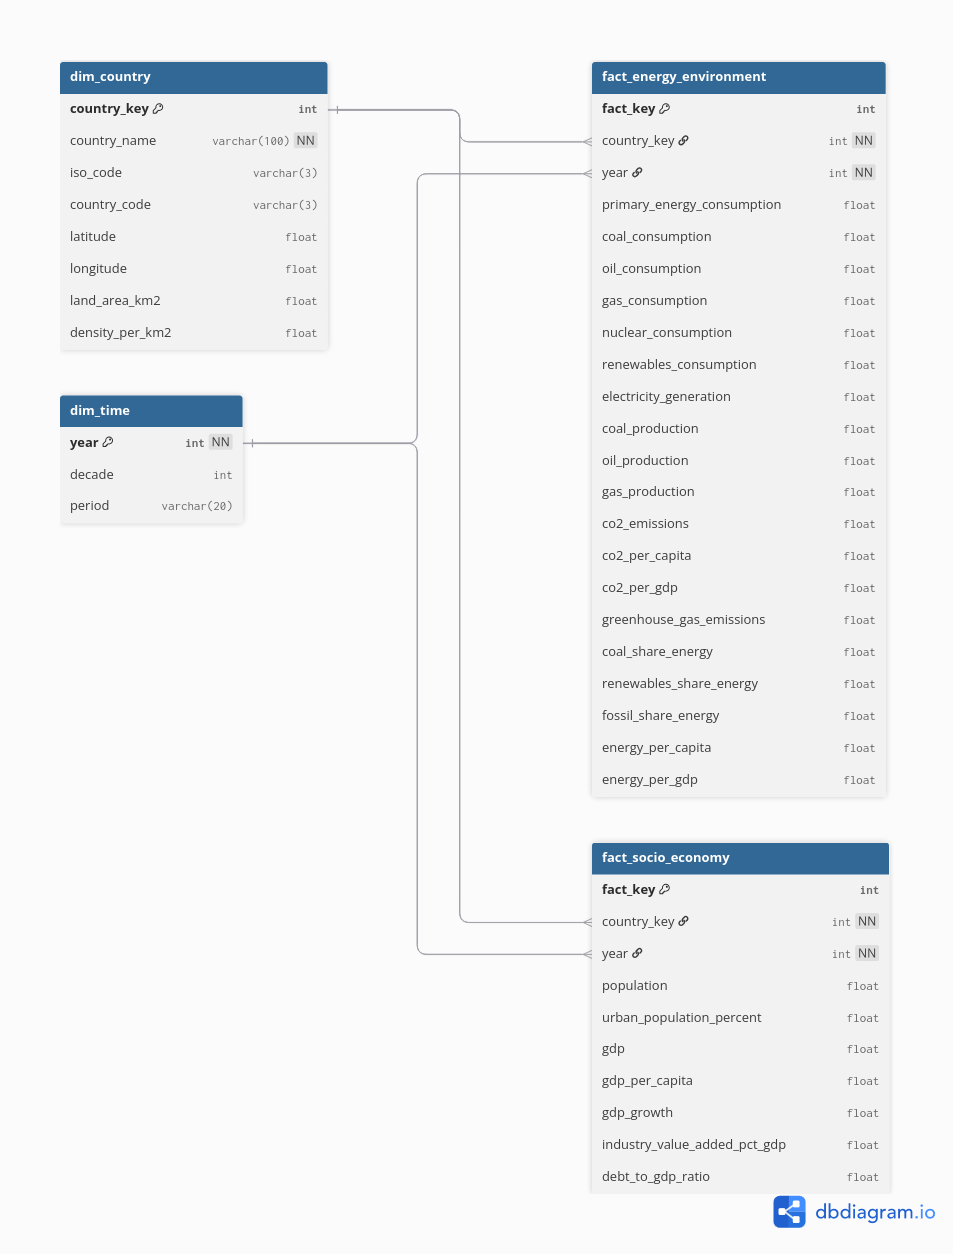 dim_country
country_key int
country_name varchar(100) NN
iso_code varchar(3)
country_code varchar(3)
latitude float
longitude float
land_area_km2 float
density_per_km2 float
dim_time
year int NN
decade int
period varchar(20)
fact_energy_environment
fact_key int
country_key int NN
year int NN
primary_energy_consumption float
coal_consumption float
oil_consumption float
gas_consumption float
nuclear_consumption float
renewables_consumption float
electricity_generation float
coal_production float
oil_production float
gas_production float
co2_emissions float
co2_per_capita float
co2_per_gdp float
greenhouse_gas_emissions float
coal_share_energy float
renewables_share_energy float
fossil_share_energy float
energy_per_capita float
energy_per_gdp float
fact_socio_economy
fact_key int
country_key int NN
year int NN
population float
urban_population_percent float
gdp float
gdp_per_capita float
gdp_growth float
industry_value_added_pct_gdp float
debt_to_gdp_ratio float
dbdiagram.io